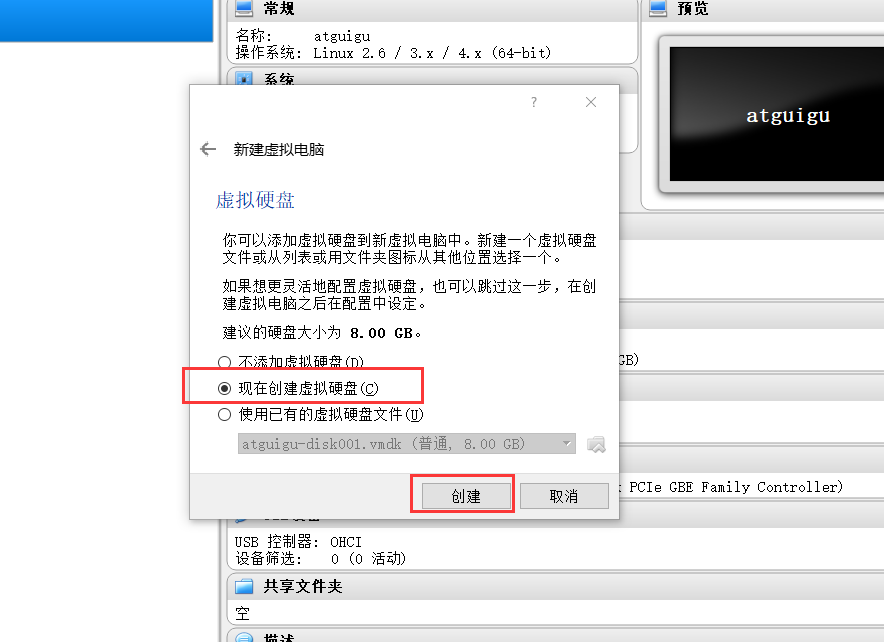 常规
预览
名称: atguigu
操作系统: Linux 2.6 / 3.x / 4.x (64-bit)
系统
atguigu
?
新建虚拟电脑
虚拟硬盘
你可以添加虚拟硬盘到新虚拟电脑中。新建一个虚拟硬盘
文件或从列表或用文件夹图标从其他位置选择一个。
如果想更灵活地配置虚拟硬盘，也可以跳过这一步，在创
建虚拟电脑之后在配置中设定。
建议的硬盘大小为 8.00 GB。
不添加虚拟硬盘(D)
GB)
现在创建虚拟硬盘(C)
使用已有的虚拟硬盘文件(U)
atguigu-disk001.vmdk (普通, 8.00 GB)
PCIe GBE Family Controller)
创建
取消
USB 控制器: OHCI
设备筛选: 0 (0 活动)
共享文件夹
空
描述